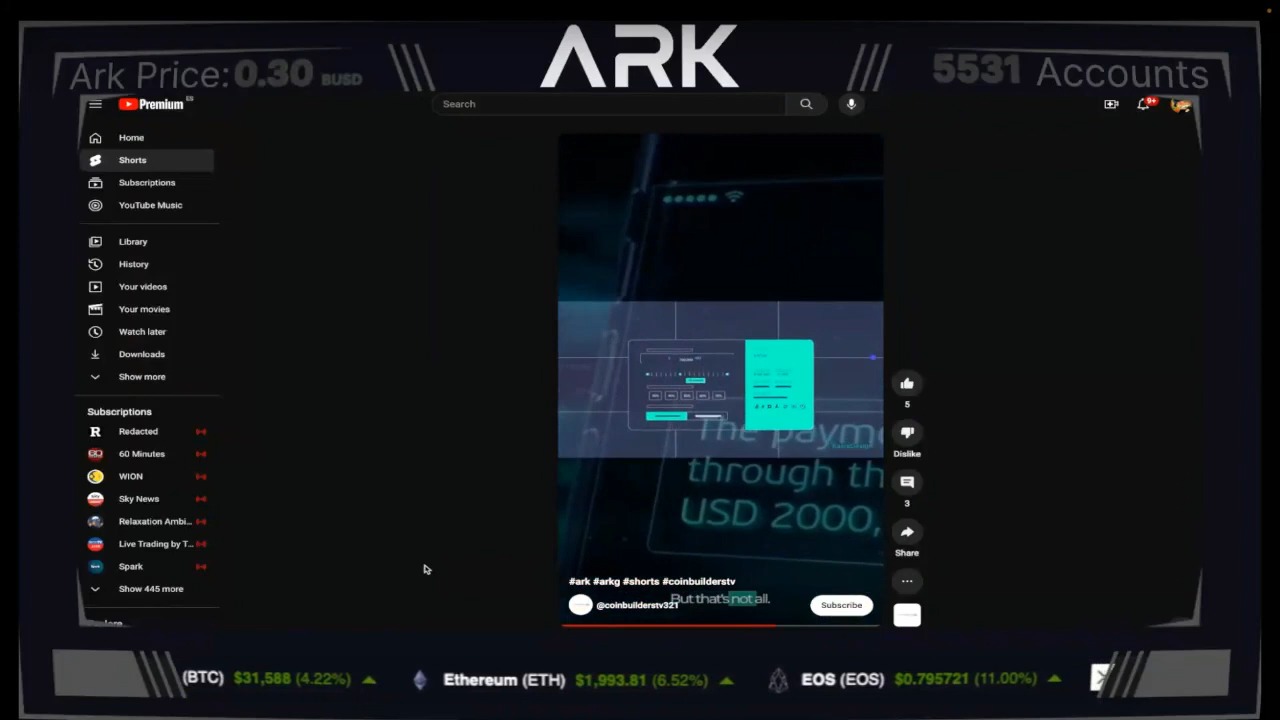 ARK
Ark Price: 0.30 BUSD
5531 Accounts
Premium
Search
9+
Home
Shorts
Subscriptions
YouTube Music
Library
History
Your videos
Your movies
Watch later
Downloads
Show more
Subscriptions
Redacted
60 Minutes
WION
Sky News
Relaxation Ambi...
Live Trading by T...
Spark
Show 445 more
The payme
through th
USD 2000,
5
Dislike
3
Share
#ark #arkg #shorts #coinbuilderstv
@coinbuilderstv321
But that's not all.
Subscribe
(BTC) $31,588 (4.22%)
Ethereum (ETH) $1,993.81 (6.52%)
EOS (EOS) $0.795721 (11.00%)